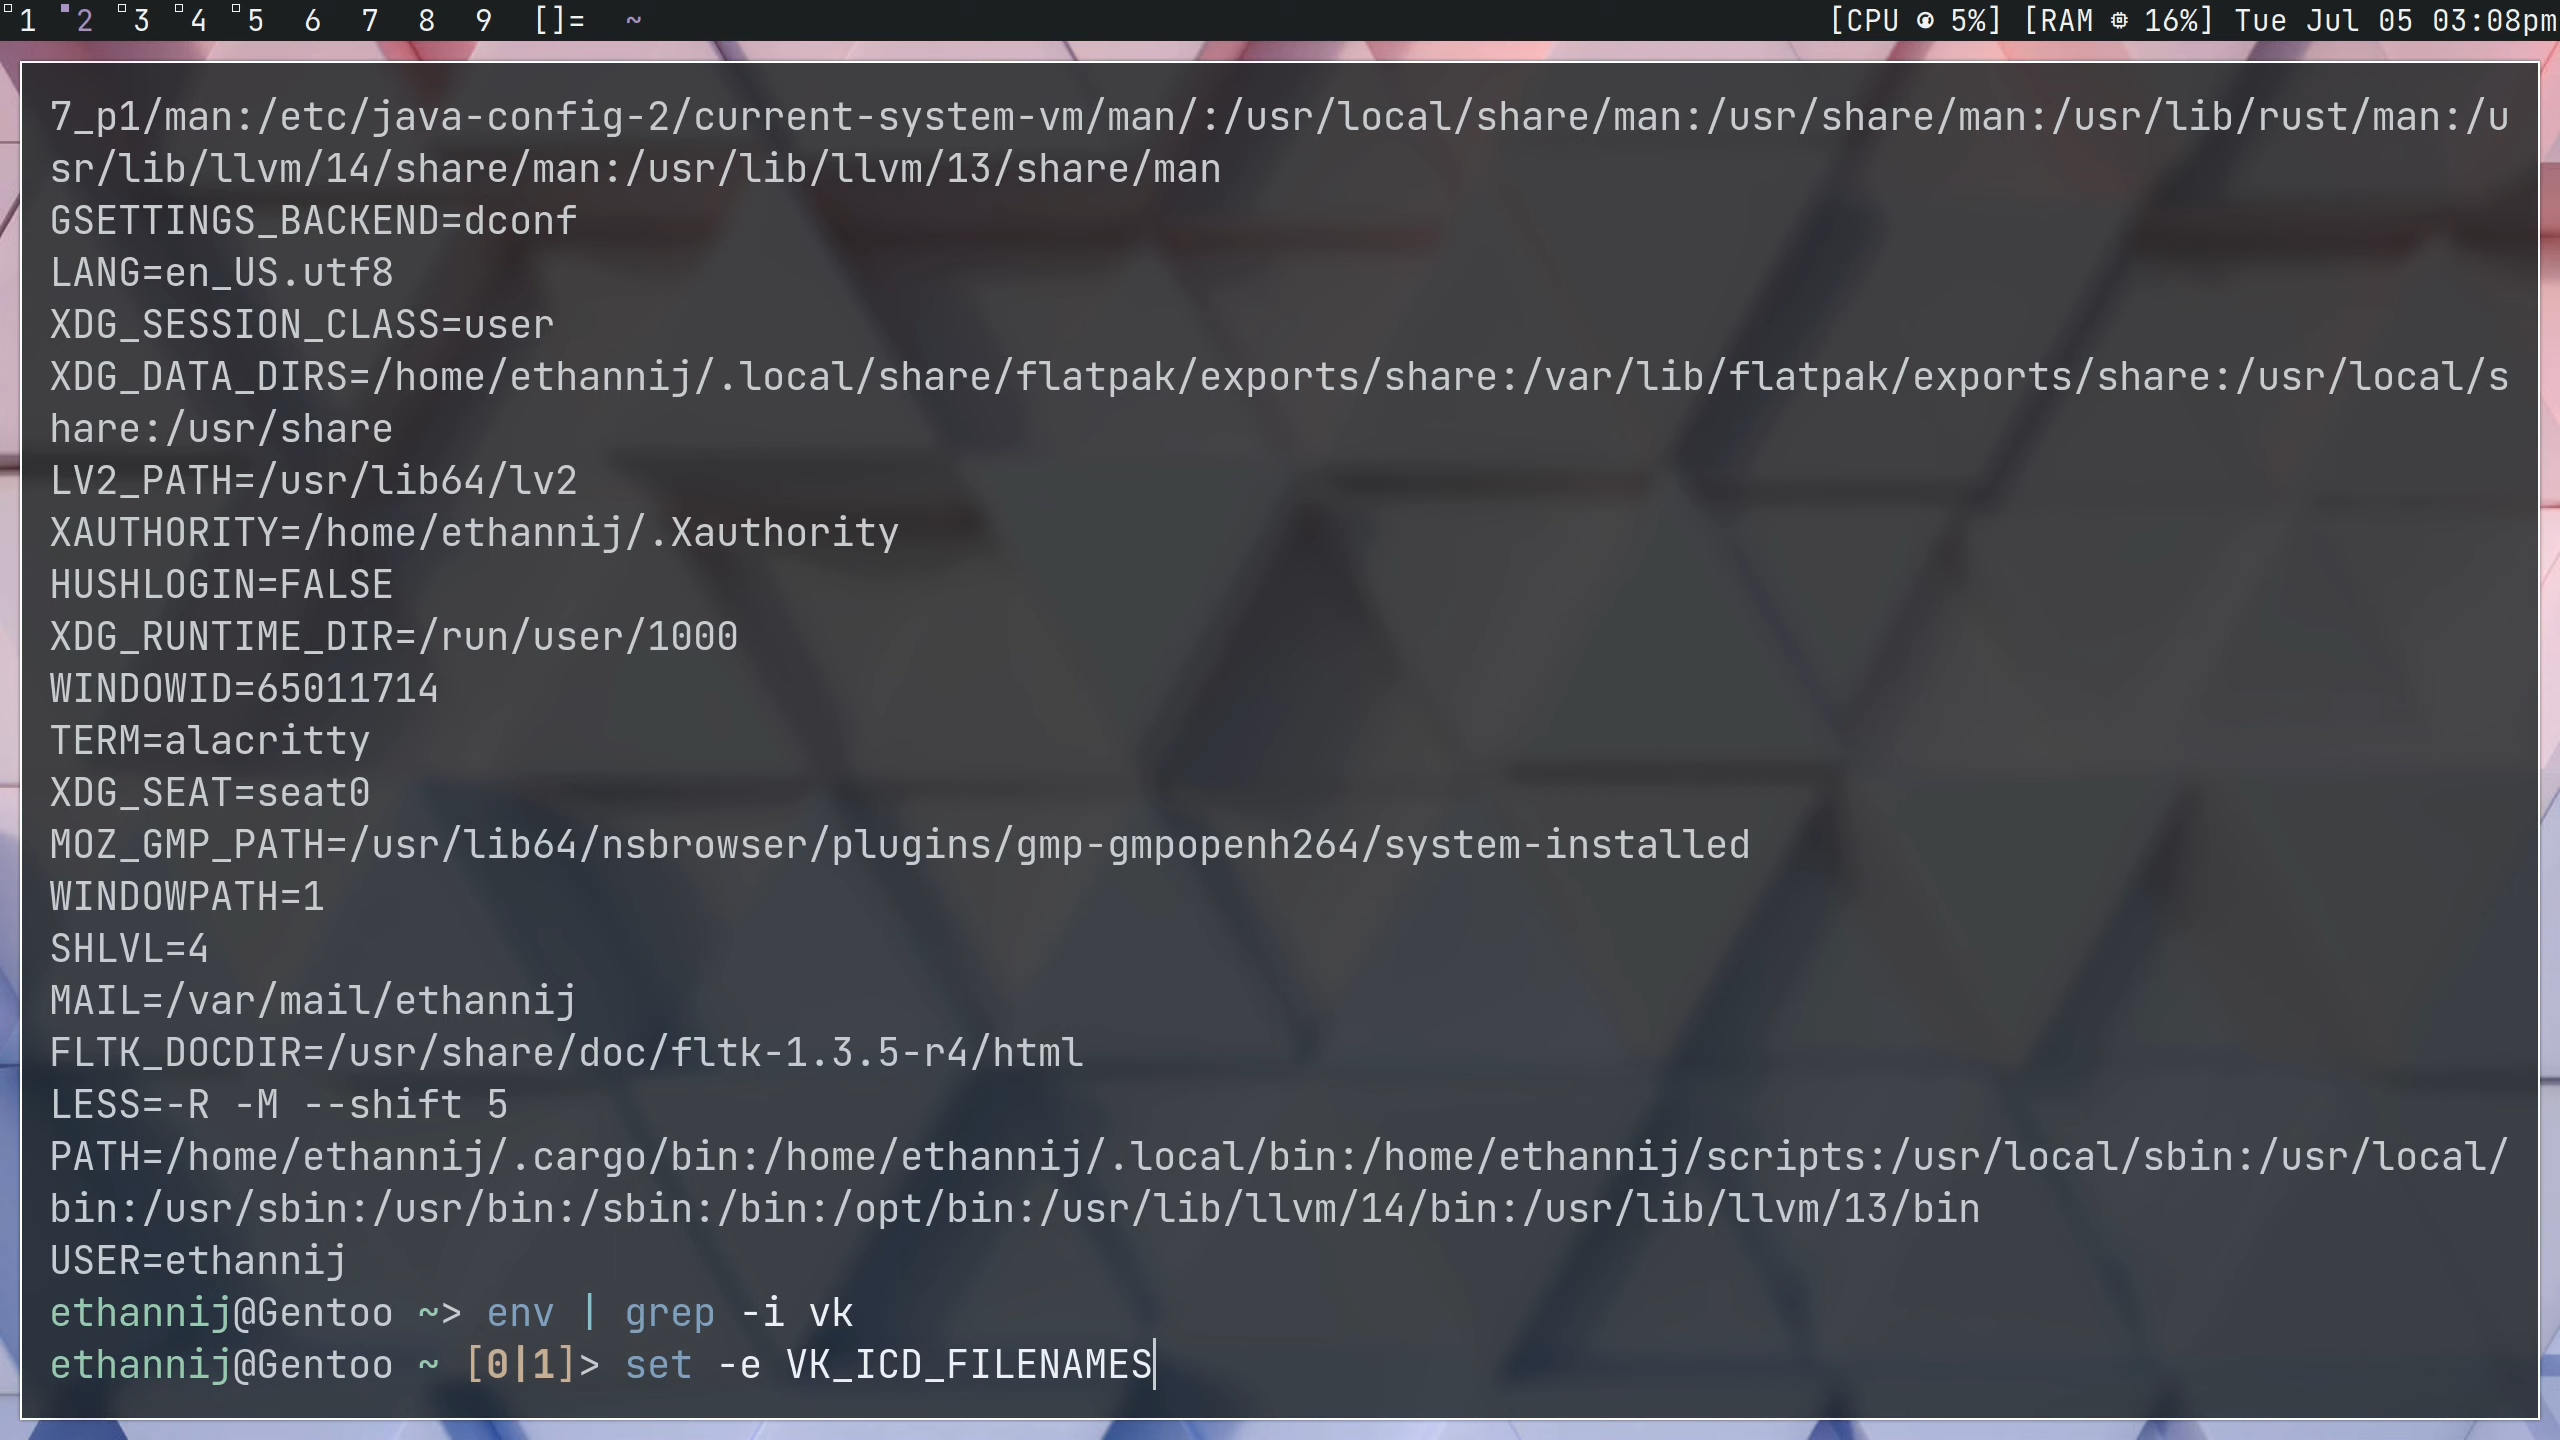 1 2 3 4 5 6 7 8 9 []= ~ [CPU 5%] [RAM 16%] Tue Jul 05 03:08pm
7_p1/man:/etc/java-config-2/current-system-vm/man/:/usr/local/share/man:/usr/share/man:/usr/lib/rust/man:/u
sr/lib/llvm/14/share/man:/usr/lib/llvm/13/share/man
GSETTINGS_BACKEND=dconf
LANG=en_US.utf8
XDG_SESSION_CLASS=user
XDG_DATA_DIRS=/home/ethannij/.local/share/flatpak/exports/share:/var/lib/flatpak/exports/share:/usr/local/s
hare:/usr/share
LV2_PATH=/usr/lib64/lv2
XAUTHORITY=/home/ethannij/.Xauthority
HUSHLOGIN=FALSE
XDG_RUNTIME_DIR=/run/user/1000
WINDOWID=65011714
TERM=alacritty
XDG_SEAT=seat0
MOZ_GMP_PATH=/usr/lib64/nsbrowser/plugins/gmp-gmpopenh264/system-installed
WINDOWPATH=1
SHLVL=4
MAIL=/var/mail/ethannij
FLTK_DOCDIR=/usr/share/doc/fltk-1.3.5-r4/html
LESS=-R -M --shift 5
PATH=/home/ethannij/.cargo/bin:/home/ethannij/.local/bin:/home/ethannij/scripts:/usr/local/sbin:/usr/local/
bin:/usr/sbin:/usr/bin:/sbin:/bin:/opt/bin:/usr/lib/llvm/14/bin:/usr/lib/llvm/13/bin
USER=ethannij
ethannij@Gentoo ~> env | grep -i vk
ethannij@Gentoo ~ [0|1]> set -e VK_ICD_FILENAMES